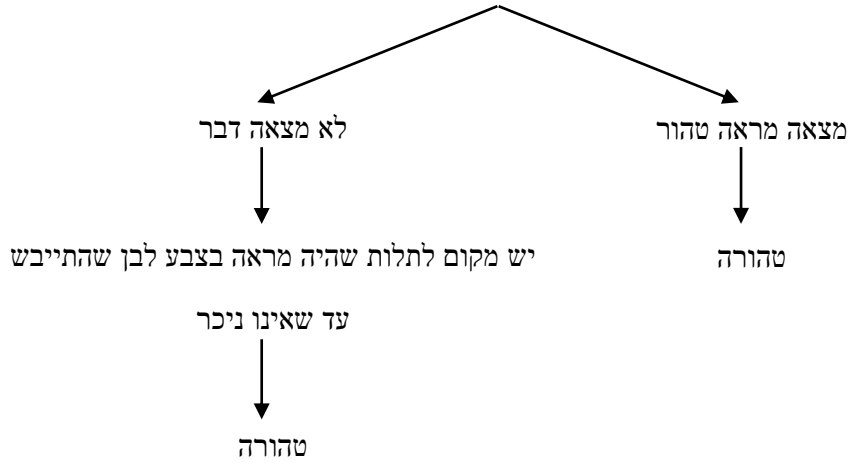 מצאה מראה טהור
לא מצאה דבר
טהורה
יש מקום לתלות שהיה מראה בצבע לבן שהתייבש
עד שאינו ניכר
טהורה